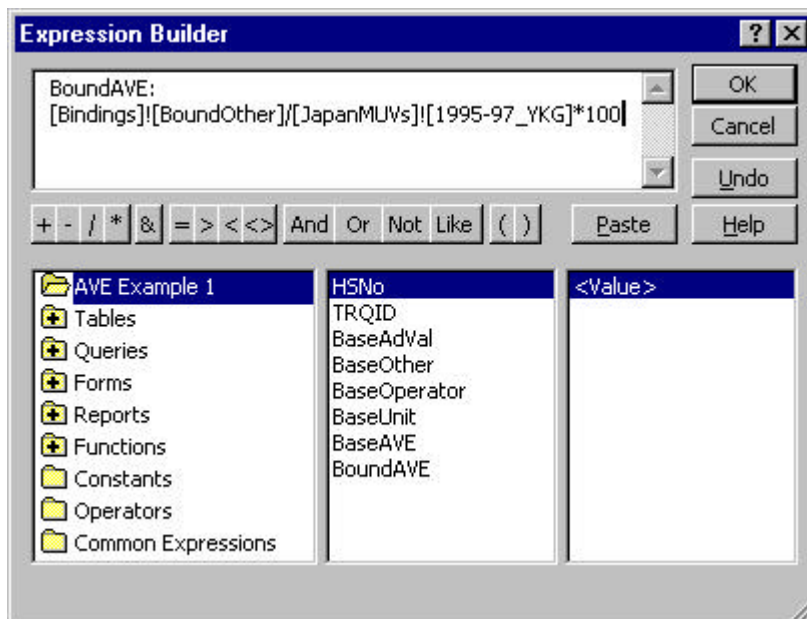 Expression Builder
? X
BoundAVE:
[Bindings]![BoundOther]/[JapanMUVs]![1995-97_YKG]*100
OK
Cancel
Undo
+ - / * & = > < <> And Or Not Like ( ) Paste Help
AVE Example 1
Tables
Queries
Forms
Reports
Functions
Constants
Operators
Common Expressions
HSNo
TRQID
BaseAdVal
BaseOther
BaseOperator
BaseUnit
BaseAVE
BoundAVE
<Value>